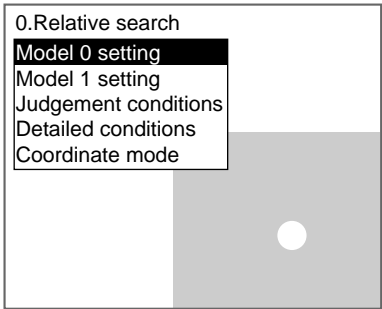 0.Relative search
Model 0 setting
Model 1 setting
Judgement conditions
Detailed conditions
Coordinate mode